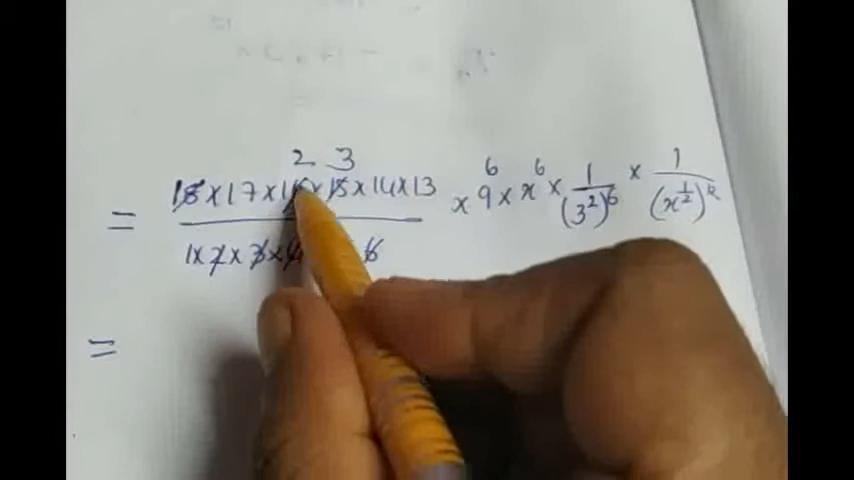 2 3
= 18 × 17 × 16 × 15 × 14 × 13 / 1 × 2 × 3 × 4 6 × 9^6 × x^6 × 1/(3^2)^6 × 1/(x^{1/2})^12
=